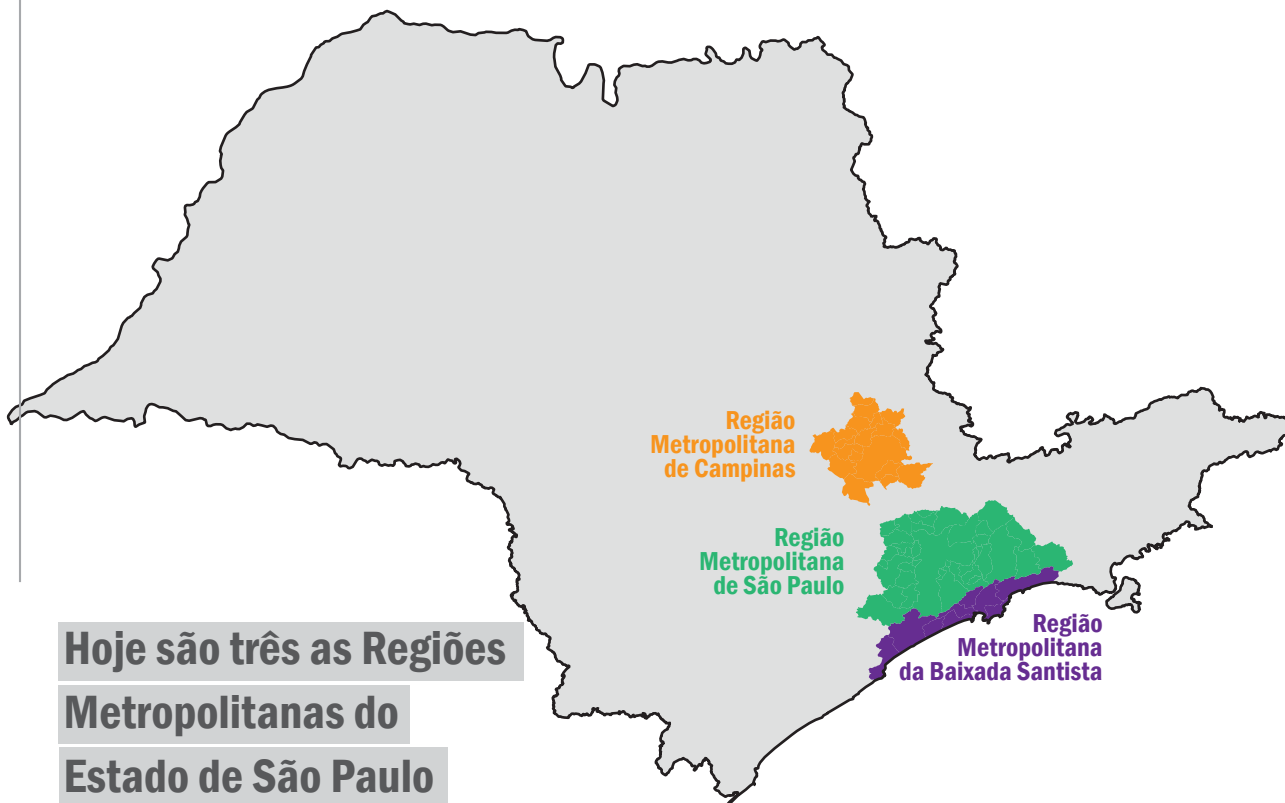 Região
Metropolitana
de Campinas
Região
Metropolitana
de São Paulo
Região
Metropolitana
da Baixada Santista
Hoje são três as Regiões
Metropolitanas do
Estado de São Paulo